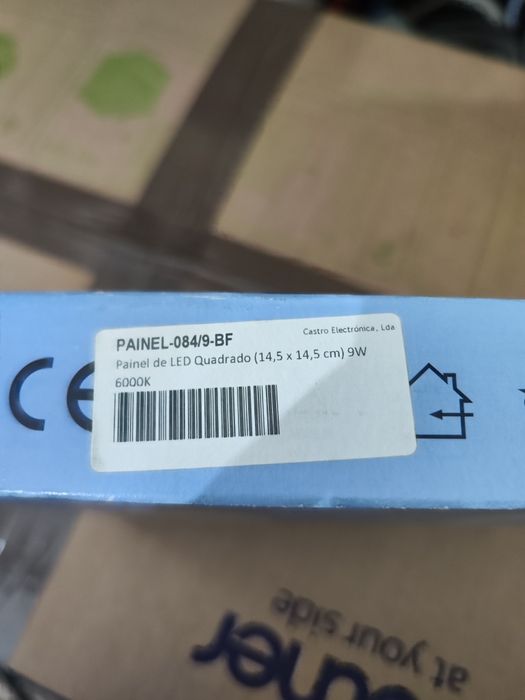 PAINEL-084/9-BF
Castro Electrónica, Lda
Painel de LED Quadrado (14,5 x 14,5 cm) 9W
6000K
CE
at your side